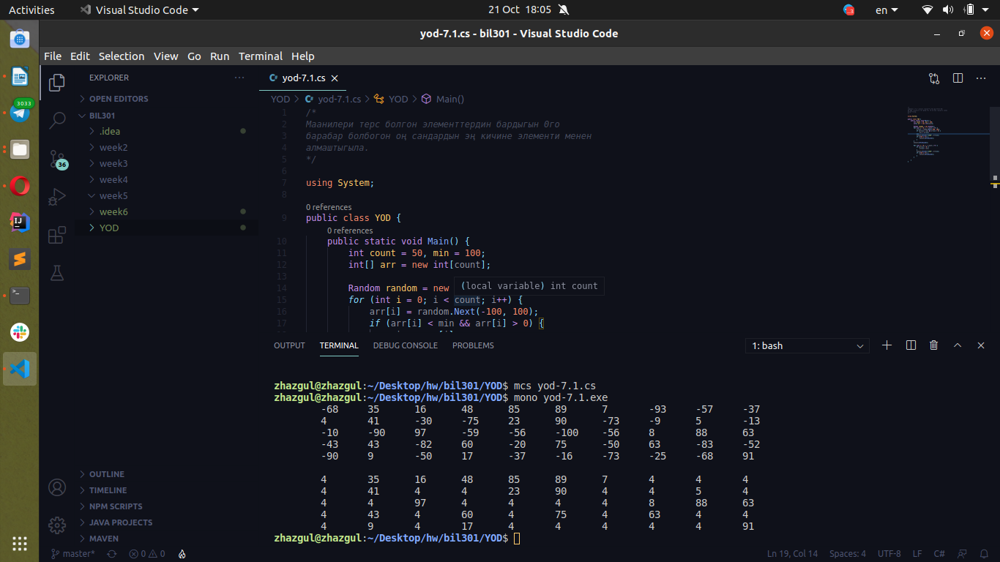 Activities
Visual Studio Code
21 Oct 18:05
en
yod-7.1.cs - bil301 - Visual Studio Code
File Edit Selection View Go Run Terminal Help
3033
36
EXPLORER
OPEN EDITORS
BIL301
.idea
week2
week3
week4
week5
week6
YOD
OUTLINE
TIMELINE
NPM SCRIPTS
JAVA PROJECTS
MAVEN
yod-7.1.cs
YOD > yod-7.1.cs > YOD > Main()
1 /*
2 Маанилери терс болгон элементтердин бардыгын 0го
3 барабар болбогон оң сандардын эң кичине элементи менен
4 алмаштыгыла.
5 */
6
7 using System;
8
0 references
9 public class YOD {
0 references
10 public static void Main() {
11 int count = 50, min = 100;
12 int[] arr = new int[count];
13
14 Random random = new
(local variable) int count
15 for (int i = 0; i < count; i++) {
16 arr[i] = random.Next(-100, 100);
17 if (arr[i] < min && arr[i] > 0) {
OUTPUT TERMINAL DEBUG CONSOLE PROBLEMS
1: bash
zhazgul@zhazgul:~/Desktop/hw/bil301/YOD$ mcs yod-7.1.cs
zhazgul@zhazgul:~/Desktop/hw/bil301/YOD$ mono yod-7.1.exe
-68 35 16 48 85 89 7 -93 -57 -37
4 41 -30 -75 23 90 -73 -9 5 -13
-10 -90 97 -59 -56 -100 -56 8 88 63
-43 43 -82 60 -20 75 -50 63 -83 -52
-90 9 -50 17 -37 -16 -73 -25 -68 91
4 35 16 48 85 89 7 4 4 4
4 41 4 4 23 90 4 4 5 4
4 4 97 4 4 4 4 8 88 63
4 43 4 60 4 75 4 63 4 4
4 9 4 17 4 4 4 4 4 91
zhazgul@zhazgul:~/Desktop/hw/bil301/YOD$
master* 0 0
Ln 19, Col 14 Spaces: 4 UTF-8 LF C#